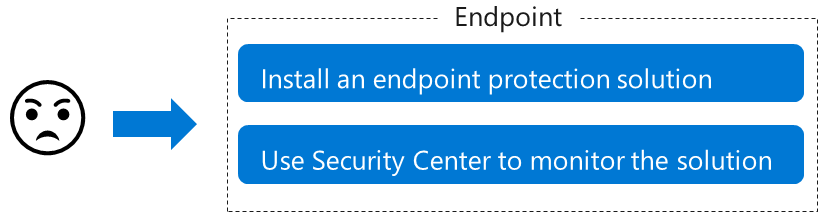 Endpoint
Install an endpoint protection solution
Use Security Center to monitor the solution